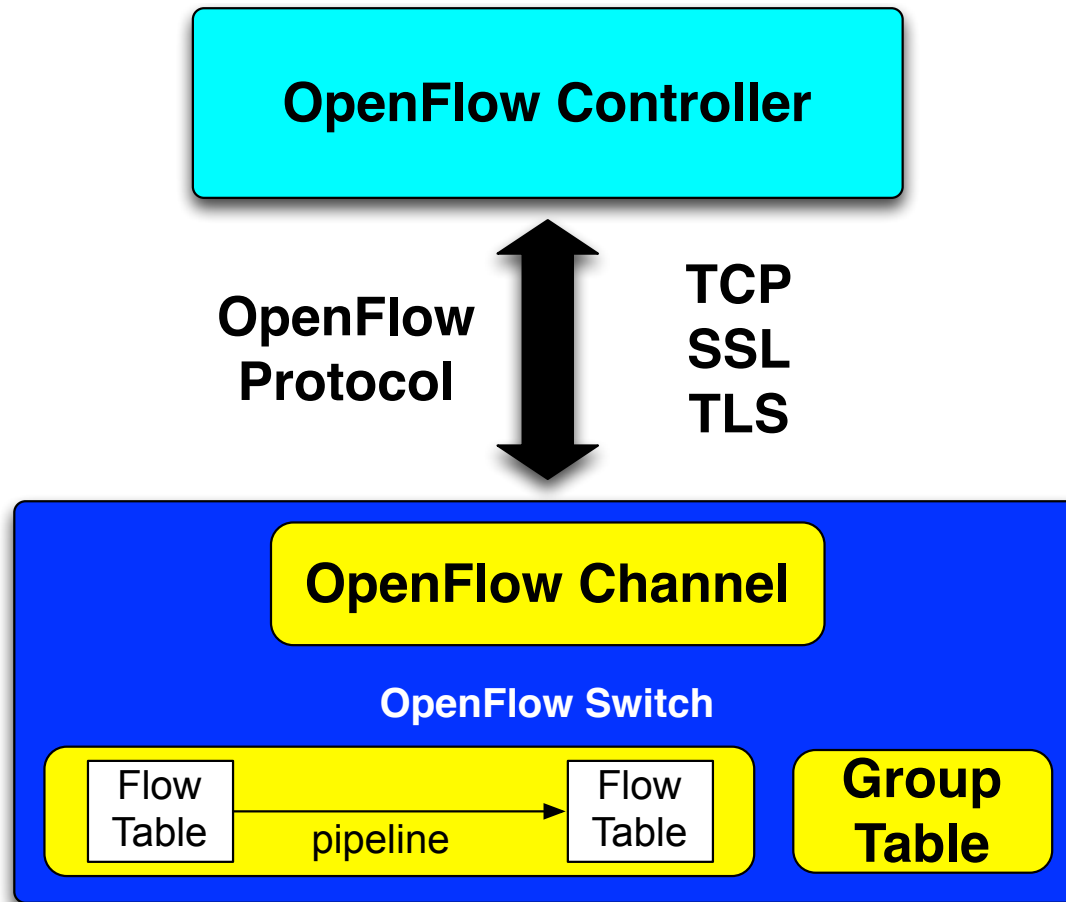 OpenFlow Controller
OpenFlow
Protocol
TCP
SSL
TLS
OpenFlow Channel
OpenFlow Switch
Flow
Table
pipeline
Flow
Table
Group
Table